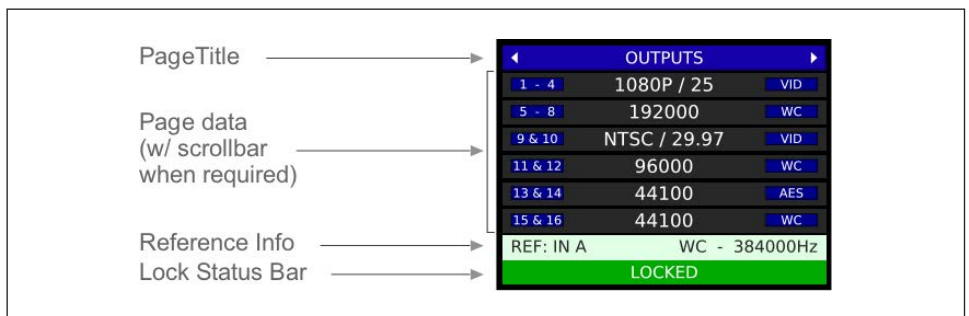 PageTitle
Page data
(w/ scrollbar
when required)
Reference Info
Lock Status Bar
OUTPUTS
1 - 4 1080P / 25 VID
5 - 8 192000 WC
9 & 10 NTSC / 29.97 VID
11 & 12 96000 WC
13 & 14 44100 AES
15 & 16 44100 WC
REF: IN A WC - 384000Hz
LOCKED